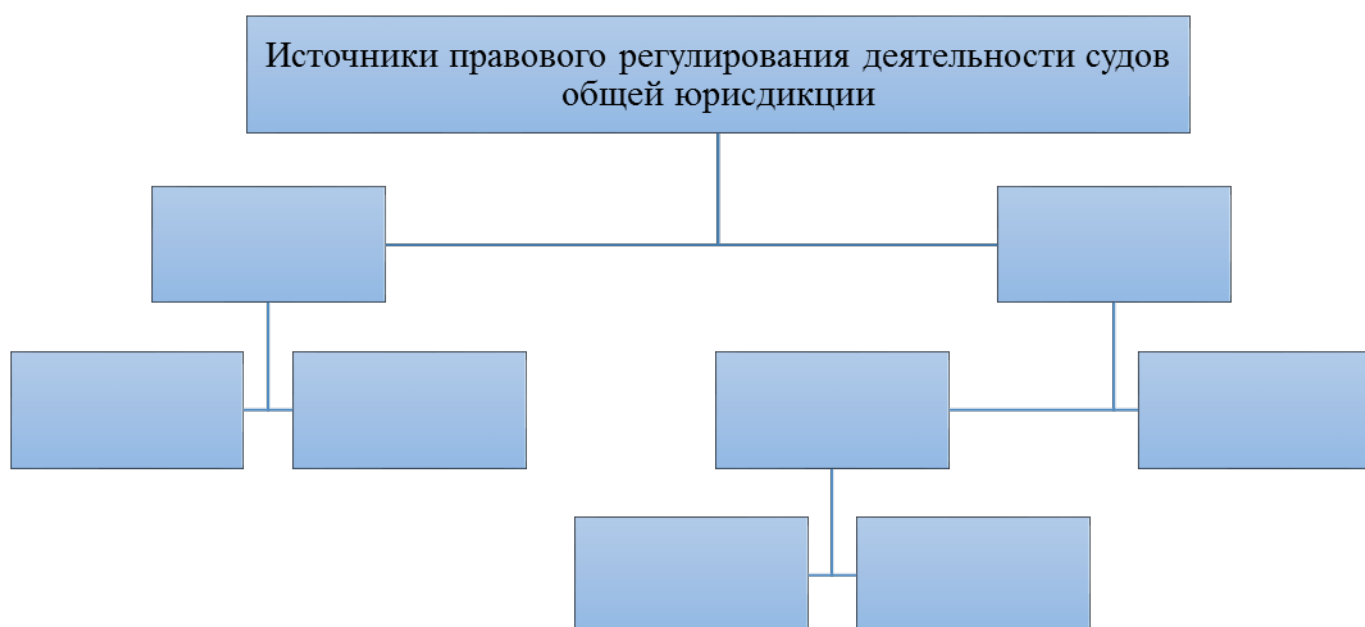 Источники правового регулирования деятельности судов
общей юрисдикции